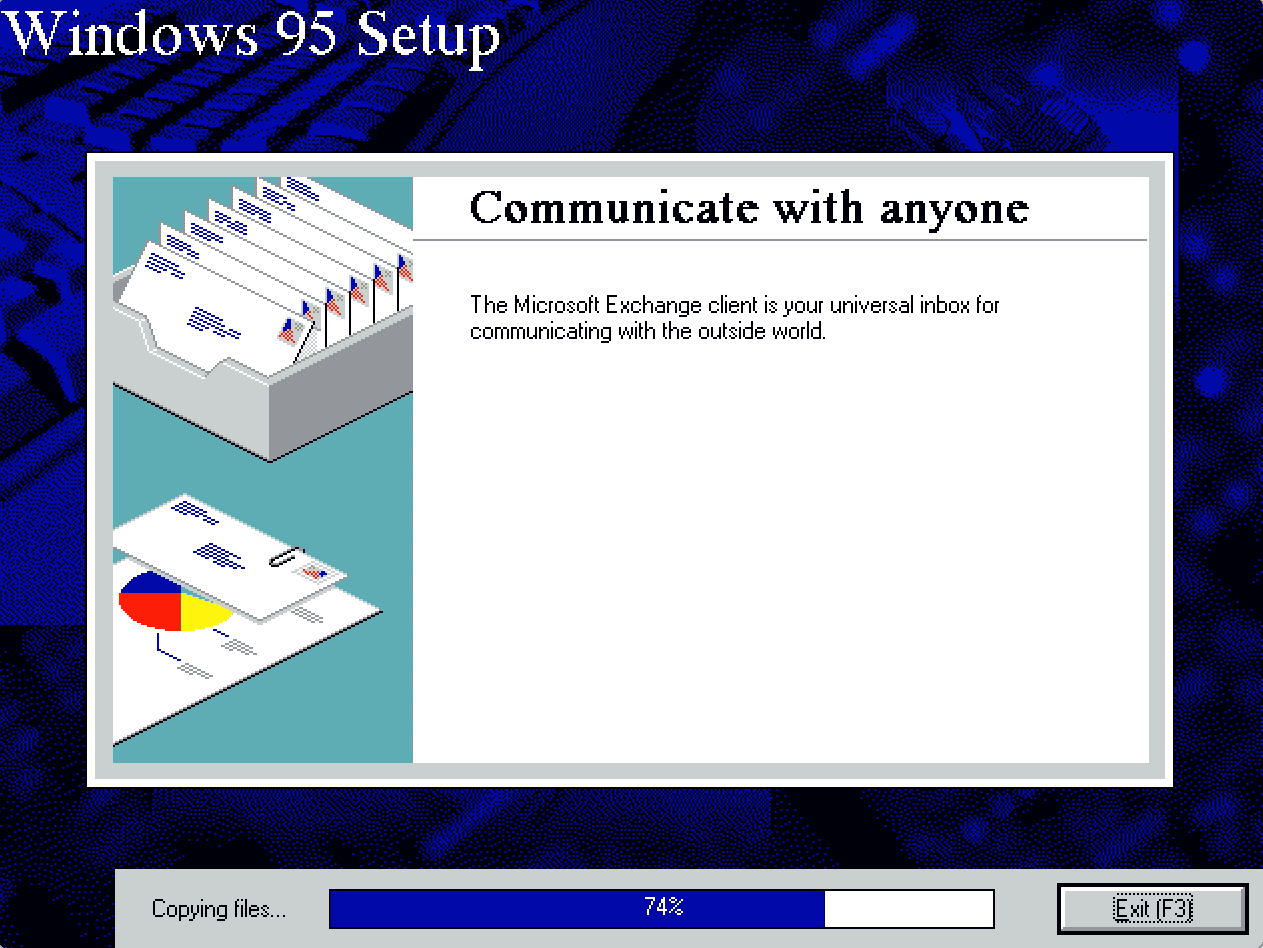 Windows 95 Setup
Communicate with anyone
The Microsoft Exchange client is your universal inbox for
communicating with the outside world.
Copying files...
74%
Exit (F3)